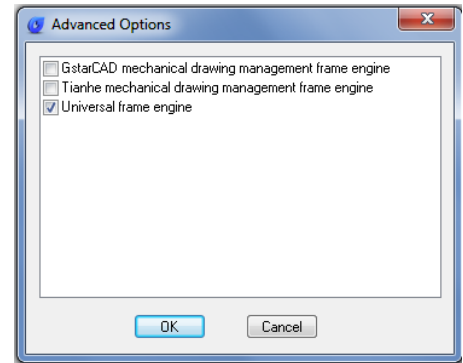 Advanced Options
GstarCAD mechanical drawing management frame engine
Tianhe mechanical drawing management frame engine
Universal frame engine
OK Cancel